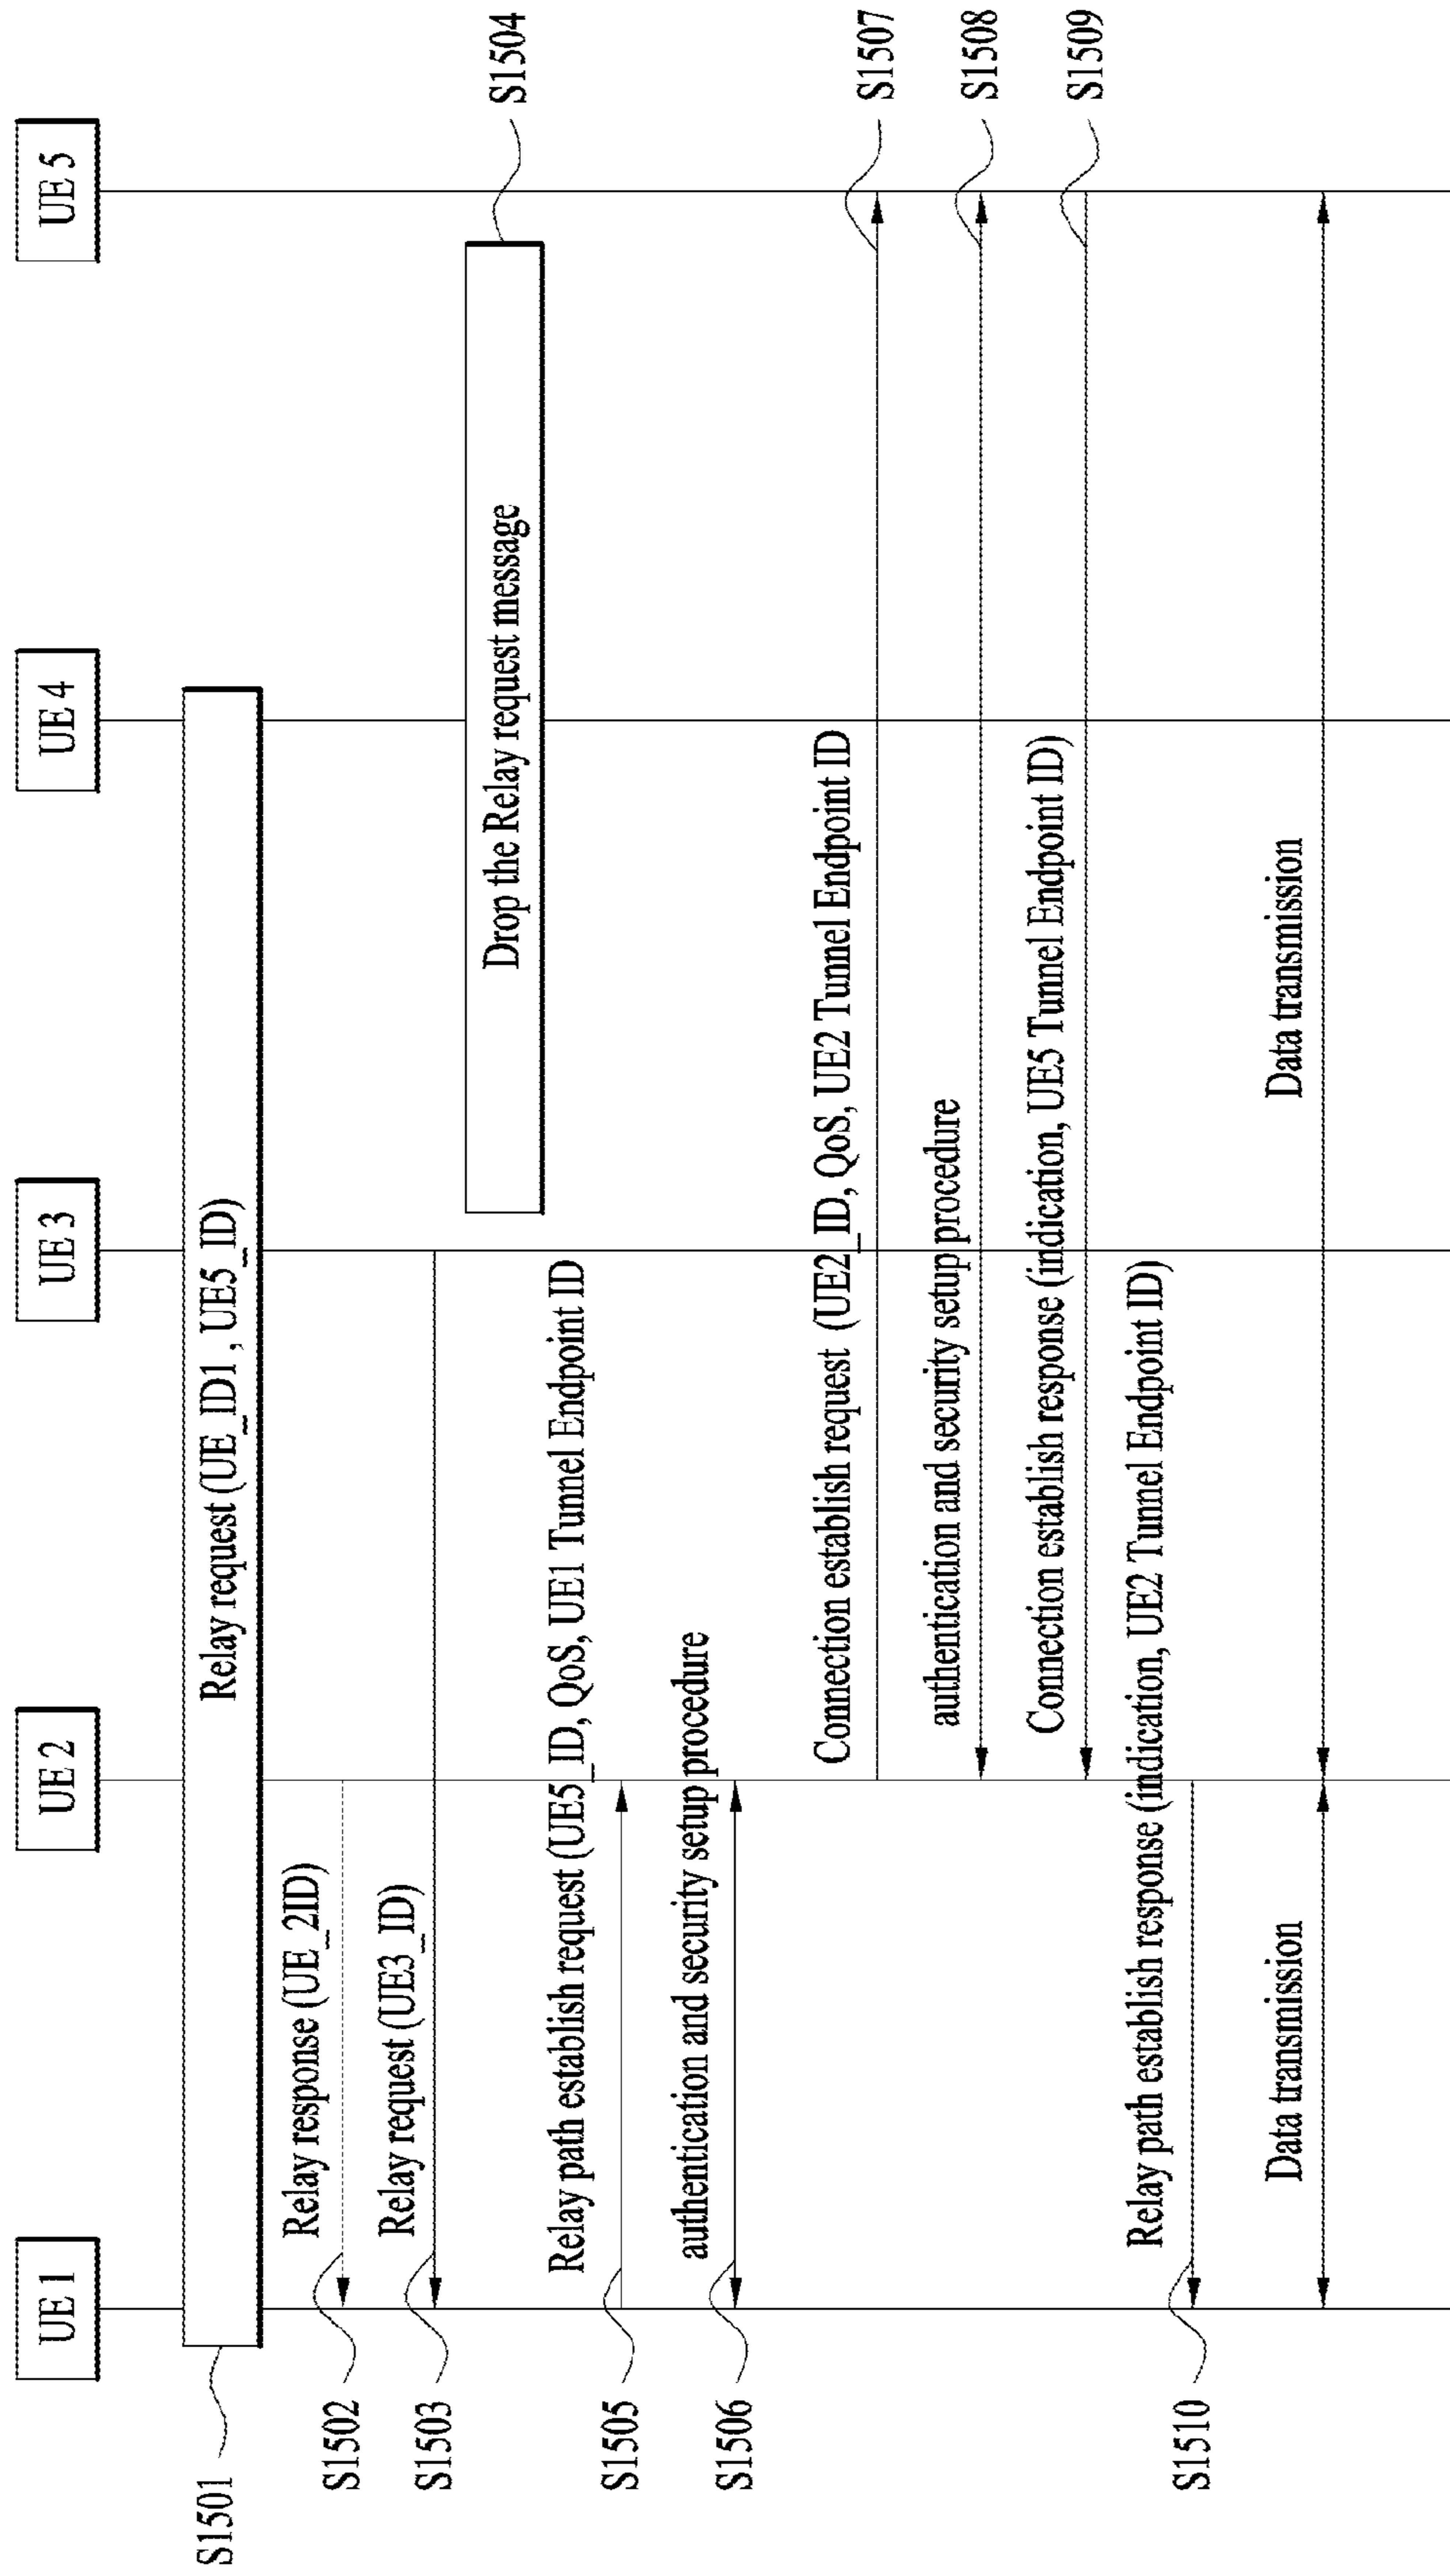 UE 1
UE 2
UE 3
UE 4
UE 5
S1501
Relay request (UE_ID1 , UE5_ID)
Relay response (UE_2ID)
S1502
Relay request (UE3_ID)
S1503
Drop the Relay request message
S1504
Relay path establish request (UE5_ID, QoS, UE1 Tunnel Endpoint ID
S1505
authentication and security setup procedure
S1506
Connection establish request (UE2_ID, QoS, UE2 Tunnel Endpoint ID
S1507
authentication and security setup procedure
S1508
Connection establish response (indication, UE5 Tunnel Endpoint ID)
S1509
Relay path establish response (indication, UE2 Tunnel Endpoint ID)
S1510
Data transmission
Data transmission